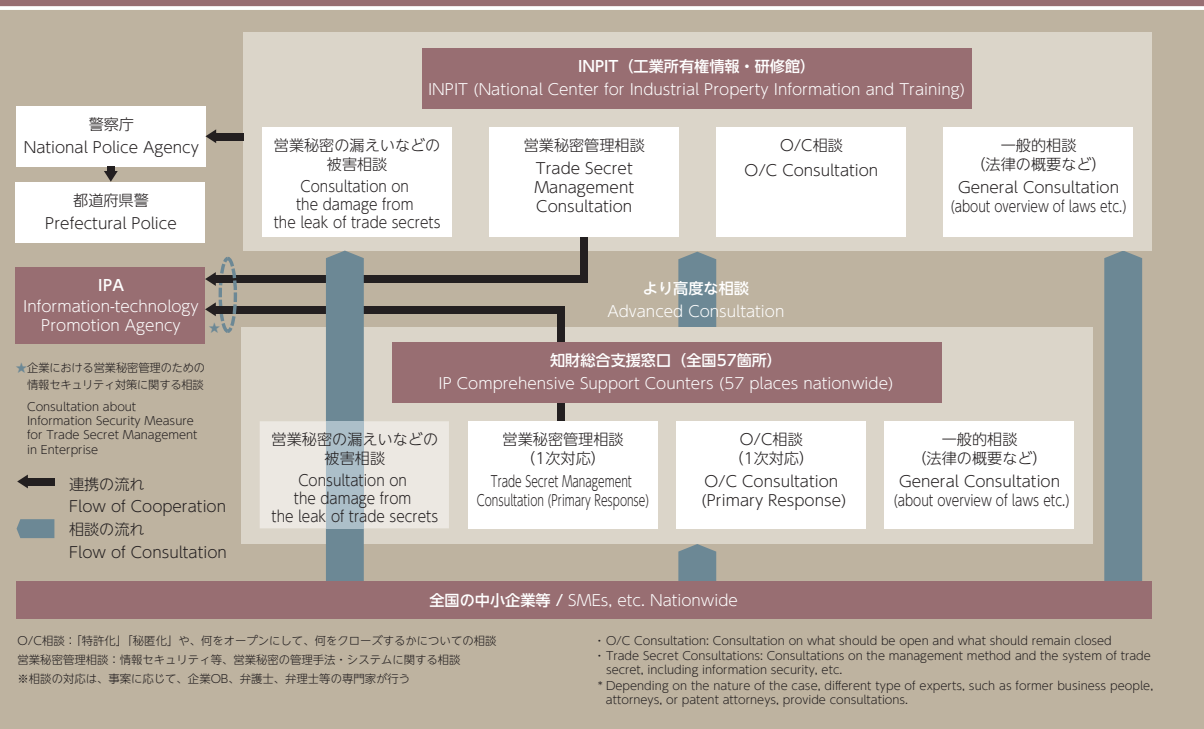 INPIT（工業所有権情報・研修館）
INPIT (National Center for Industrial Property Information and Training)
警察庁
National Police Agency
都道府県警
Prefectural Police
営業秘密の漏えいなどの
被害相談
Consultation on
the damage from
the leak of trade secrets
営業秘密管理相談
Trade Secret
Management
Consultation
O/C相談
O/C Consultation
一般的相談
(法律の概要など)
General Consultation
(about overview of laws etc.)
IPA
Information-technology
Promotion Agency
★
より高度な相談
Advanced Consultation
★企業における営業秘密管理のための
情報セキュリティ対策に関する相談
Consultation about
Information Security Measure
for Trade Secret Management
in Enterprise
連携の流れ
Flow of Cooperation
相談の流れ
Flow of Consultation
知財総合支援窓口（全国57箇所）
IP Comprehensive Support Counters (57 places nationwide)
営業秘密の漏えいなどの
被害相談
Consultation on
the damage from
the leak of trade secrets
営業秘密管理相談
(1次対応)
Trade Secret Management
Consultation (Primary Response)
O/C相談
(1次対応)
O/C Consultation
(Primary Response)
一般的相談
(法律の概要など)
General Consultation
(about overview of laws etc.)
全国の中小企業等 / SMEs, etc. Nationwide
O/C相談：「特許化」「秘匿化」や、何をオープンにして、何をクローズするかについての相談
営業秘密管理相談：情報セキュリティ等、営業秘密の管理手法・システムに関する相談
※相談の対応は、事案に応じて、企業OB、弁護士、弁理士等の専門家が行う
・O/C Consultation: Consultation on what should be open and what should remain closed
・Trade Secret Consultations: Consultations on the management method and the system of trade
secret, including information security, etc.
* Depending on the nature of the case, different type of experts, such as former business people,
attorneys, or patent attorneys, provide consultations.